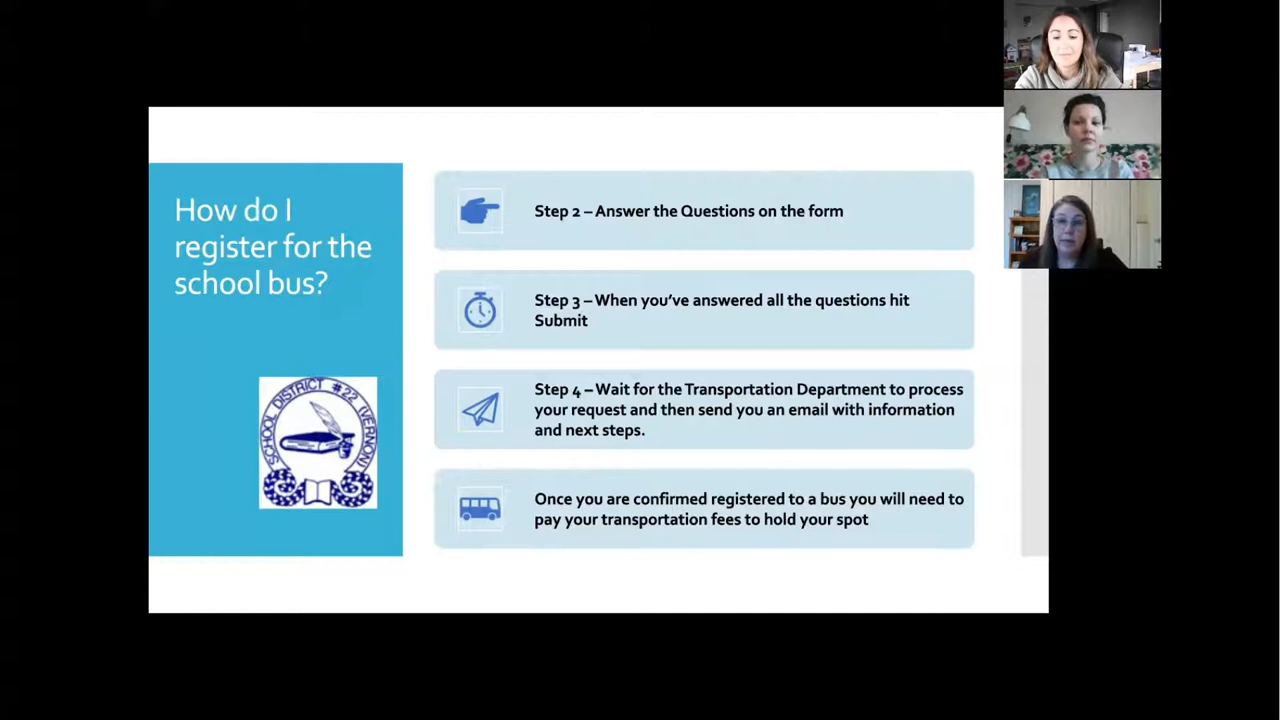 How do I
register for the
school bus?
SCHOOL DISTRICT #22 (VERNON)
Step 2 – Answer the Questions on the form
Step 3 – When you've answered all the questions hit
Submit
Step 4 – Wait for the Transportation Department to process
your request and then send you an email with information
and next steps.
Once you are confirmed registered to a bus you will need to
pay your transportation fees to hold your spot